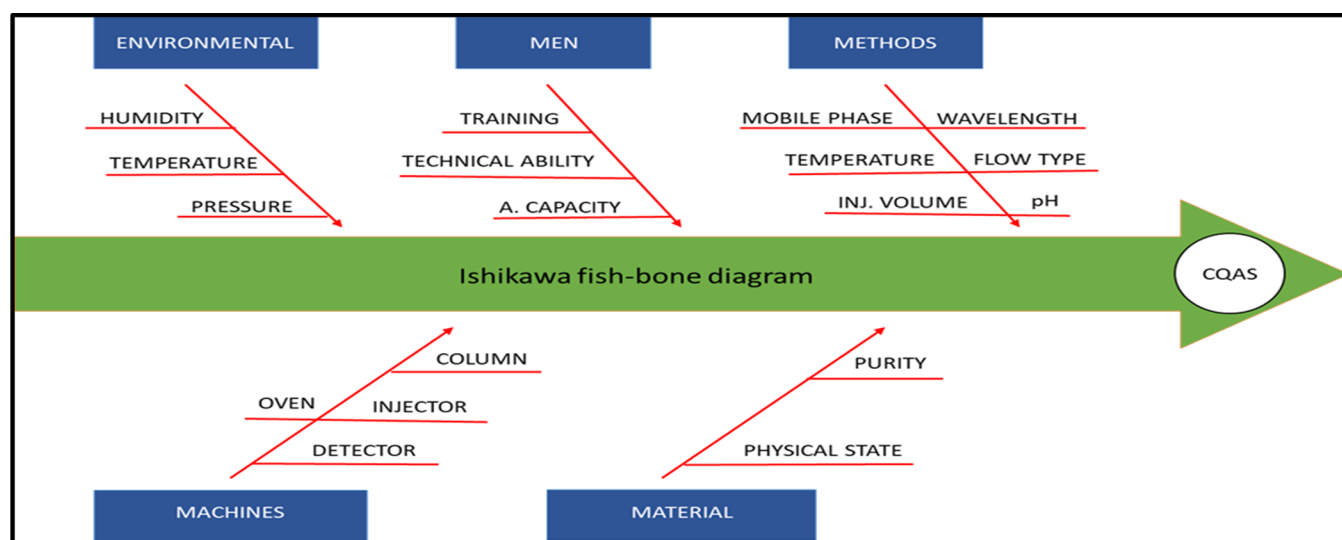 ENVIRONMENTAL
MEN
METHODS
HUMIDITY
TEMPERATURE
PRESSURE
TRAINING
TECHNICAL ABILITY
A. CAPACITY
MOBILE PHASE
WAVELENGTH
TEMPERATURE
FLOW TYPE
INJ. VOLUME
pH
Ishikawa fish-bone diagram
CQAS
COLUMN
OVEN
INJECTOR
DETECTOR
PURITY
PHYSICAL STATE
MACHINES
MATERIAL